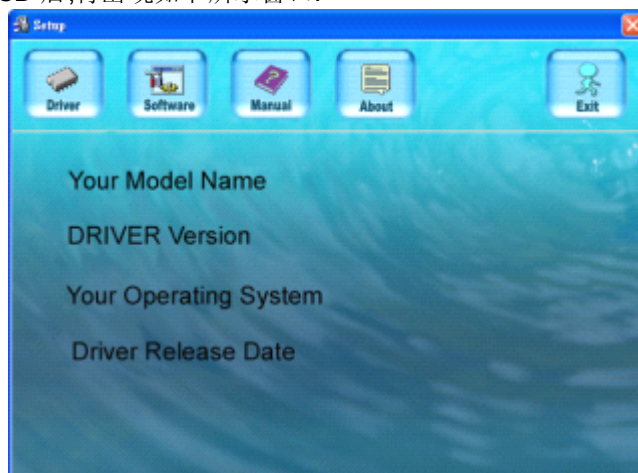 Setup
Driver
Software
Manual
About
Exit
Your Model Name
DRIVER Version
Your Operating System
Driver Release Date